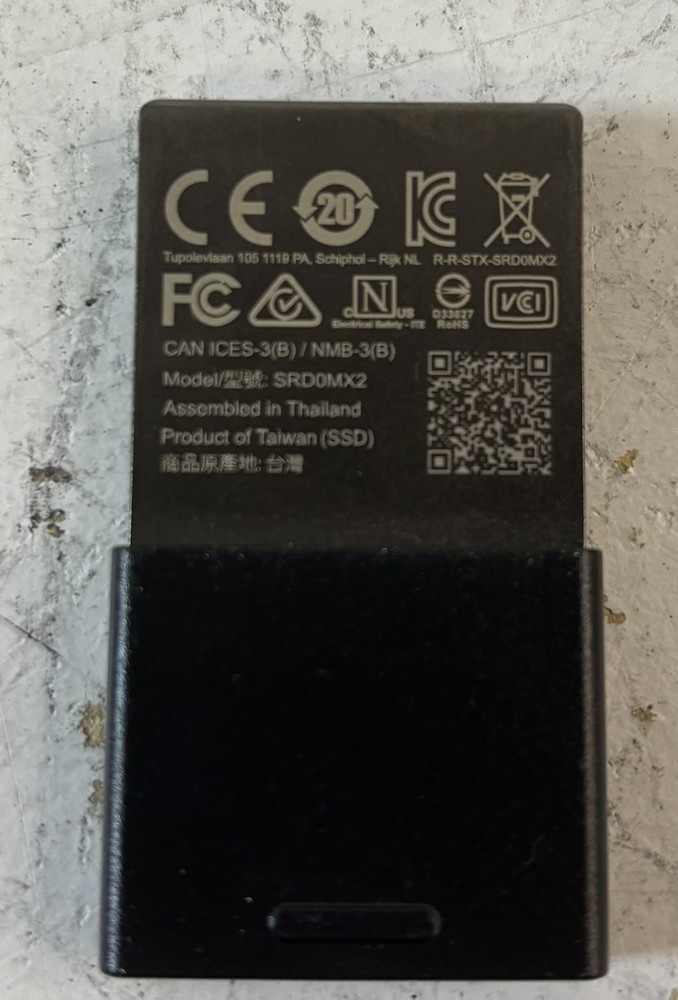 CE 20 KC
Tupolevlaan 105 1119 PA, Schiphol – Rijk NL R-R-STX-SRD0MX2
FC N C US D33027 RoHS VCI
Electrical Safety - ITE
CAN ICES-3(B) / NMB-3(B)
Model/型號: SRD0MX2
Assembled in Thailand
Product of Taiwan (SSD)
商品原產地: 台灣